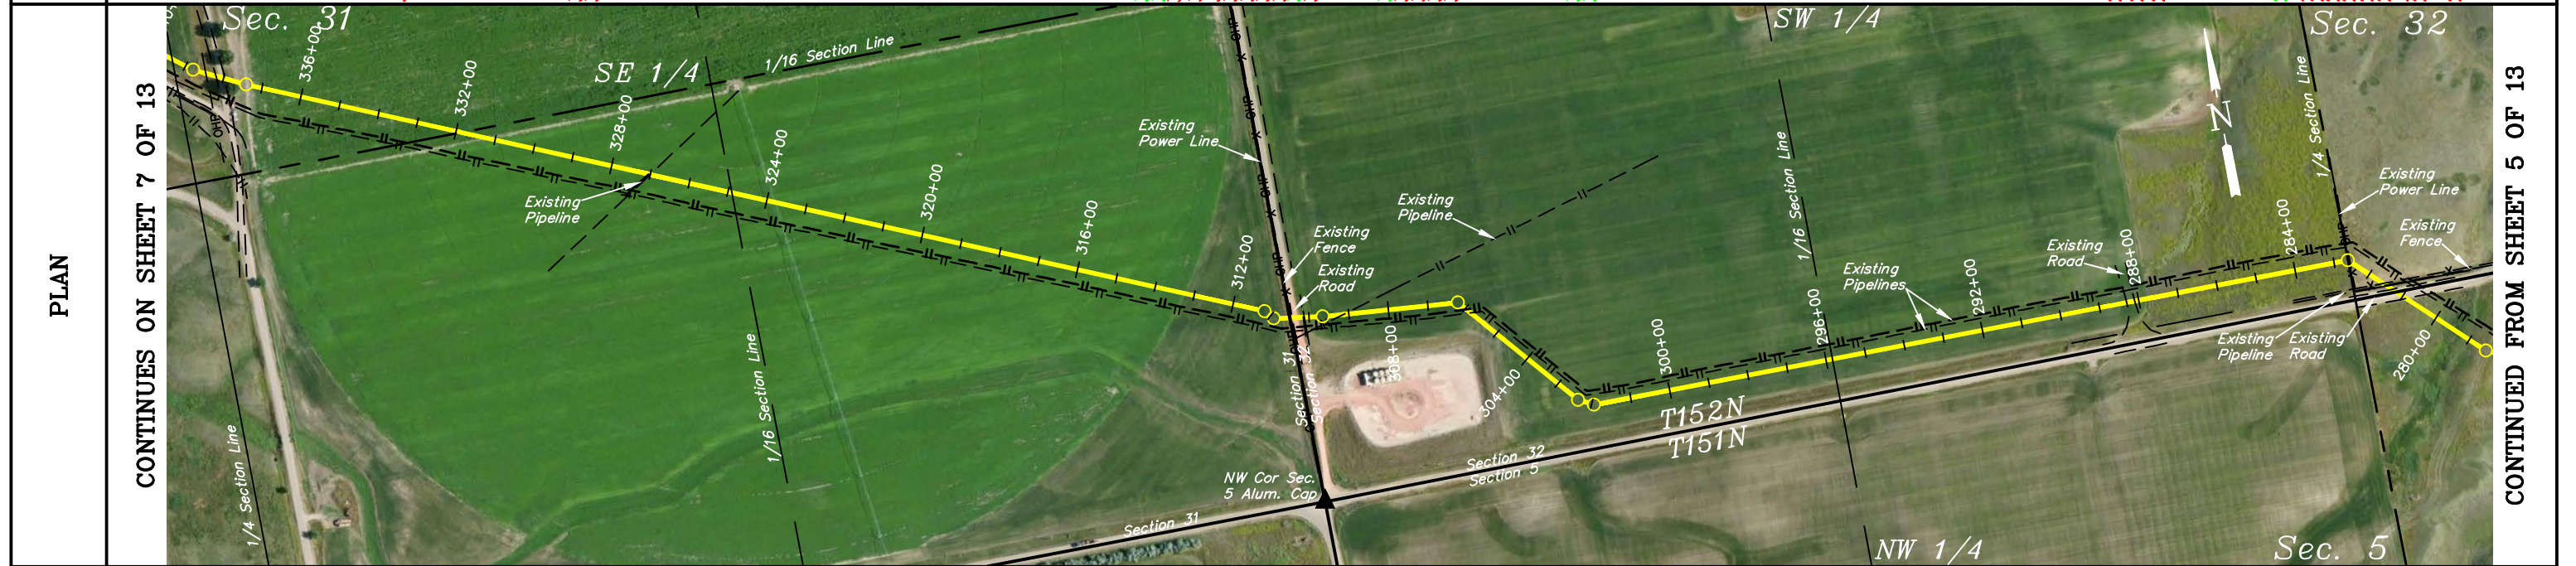 PLAN
CONTINUES ON SHEET 7 OF 13
Sec. 31
336+00
1/16 Section Line
SE 1/4
332+00
328+00
324+00
320+00
316+00
312+00
OHP
Existing
Pipeline
1/4 Section Line
1/16 Section Line
Existing
Power Line
OHP
OHP
OHP
OHP
Existing
Fence
Existing
Road
Existing
Pipeline
Section 31
Section 32
308+00
304+00
300+00
296+00
292+00
288+00
284+00
280+00
SW 1/4
1/16 Section Line
Existing
Pipelines
Existing
Road
N
Sec. 32
1/4 Section Line
Existing
Power Line
OHP
Existing
Fence
Existing
Pipeline
Existing
Road
T152N
T151N
Section 32
Section 5
NW Cor Sec.
5 Alum. Cap
Section 31
NW 1/4
Sec. 5
CONTINUED FROM SHEET 5 OF 13